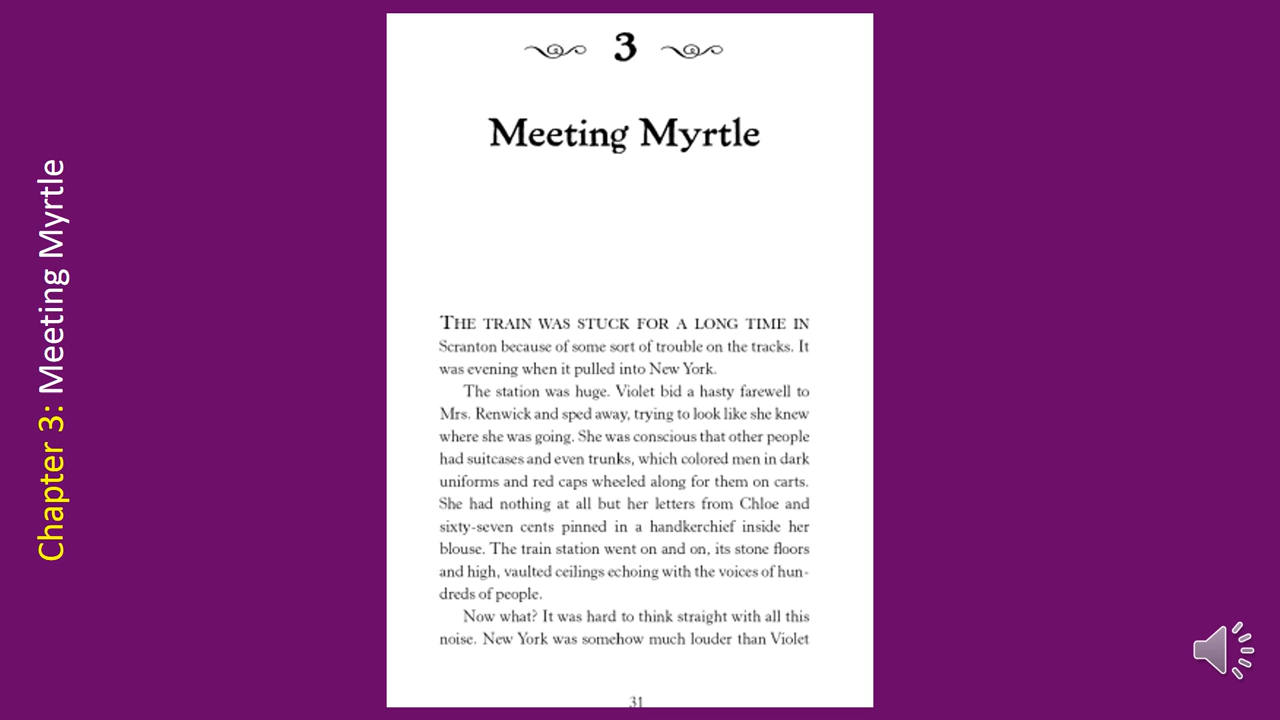 Chapter 3: Meeting Myrtle
3
Meeting Myrtle
THE TRAIN WAS STUCK FOR A LONG TIME IN
Scranton because of some sort of trouble on the tracks. It
was evening when it pulled into New York.
The station was huge. Violet bid a hasty farewell to
Mrs. Renwick and sped away, trying to look like she knew
where she was going. She was conscious that other people
had suitcases and even trunks, which colored men in dark
uniforms and red caps wheeled along for them on carts.
She had nothing at all but her letters from Chloe and
sixty-seven cents pinned in a handkerchief inside her
blouse. The train station went on and on, its stone floors
and high, vaulted ceilings echoing with the voices of hun-
dreds of people.
Now what? It was hard to think straight with all this
noise. New York was somehow much louder than Violet
31